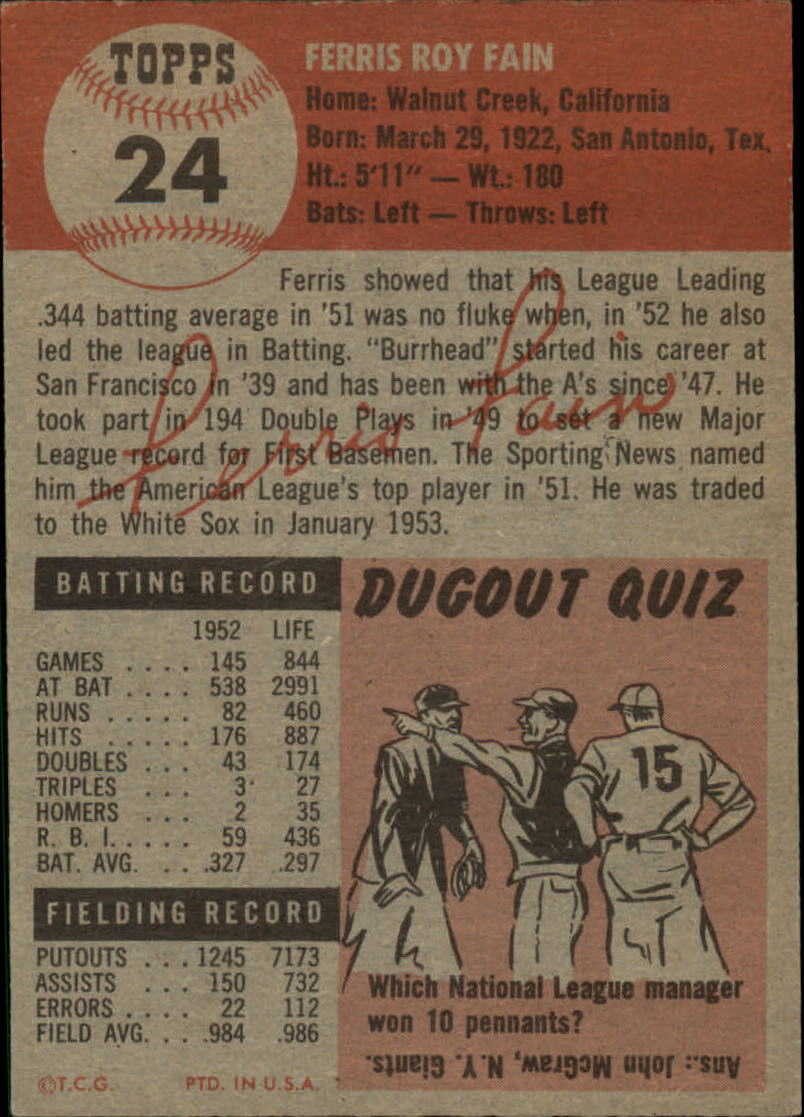 TOPPS
24
FERRIS ROY FAIN
Home: Walnut Creek, California
Born: March 29, 1922, San Antonio, Tex.
Ht.: 5'11" — Wt.: 180
Bats: Left — Throws: Left
Ferris showed that his League Leading
.344 batting average in '51 was no fluke when, in '52 he also
led the league in Batting. "Burrhead" started his career at
San Francisco in '39 and has been with the A's since '47. He
took part in 194 Double Plays in '49 to set a new Major
League record for First Basemen. The Sporting News named
him the American League's top player in '51. He was traded
to the White Sox in January 1953.
Ferris Fain
BATTING RECORD
1952 LIFE
GAMES .... 145 844
AT BAT .... 538 2991
RUNS ..... 82 460
HITS ..... 176 887
DOUBLES ... 43 174
TRIPLES ... 3 27
HOMERS ... 2 35
R. B. I. .... 59 436
BAT. AVG. ... .327 .297
FIELDING RECORD
PUTOUTS ... 1245 7173
ASSISTS ... 150 732
ERRORS .... 22 112
FIELD AVG. .. .984 .986
©T.C.G. PTD. IN U.S.A.
DUGOUT QUIZ
15
Which National League manager
won 10 pennants?
Ans.: John McGraw, N.Y. Giants.